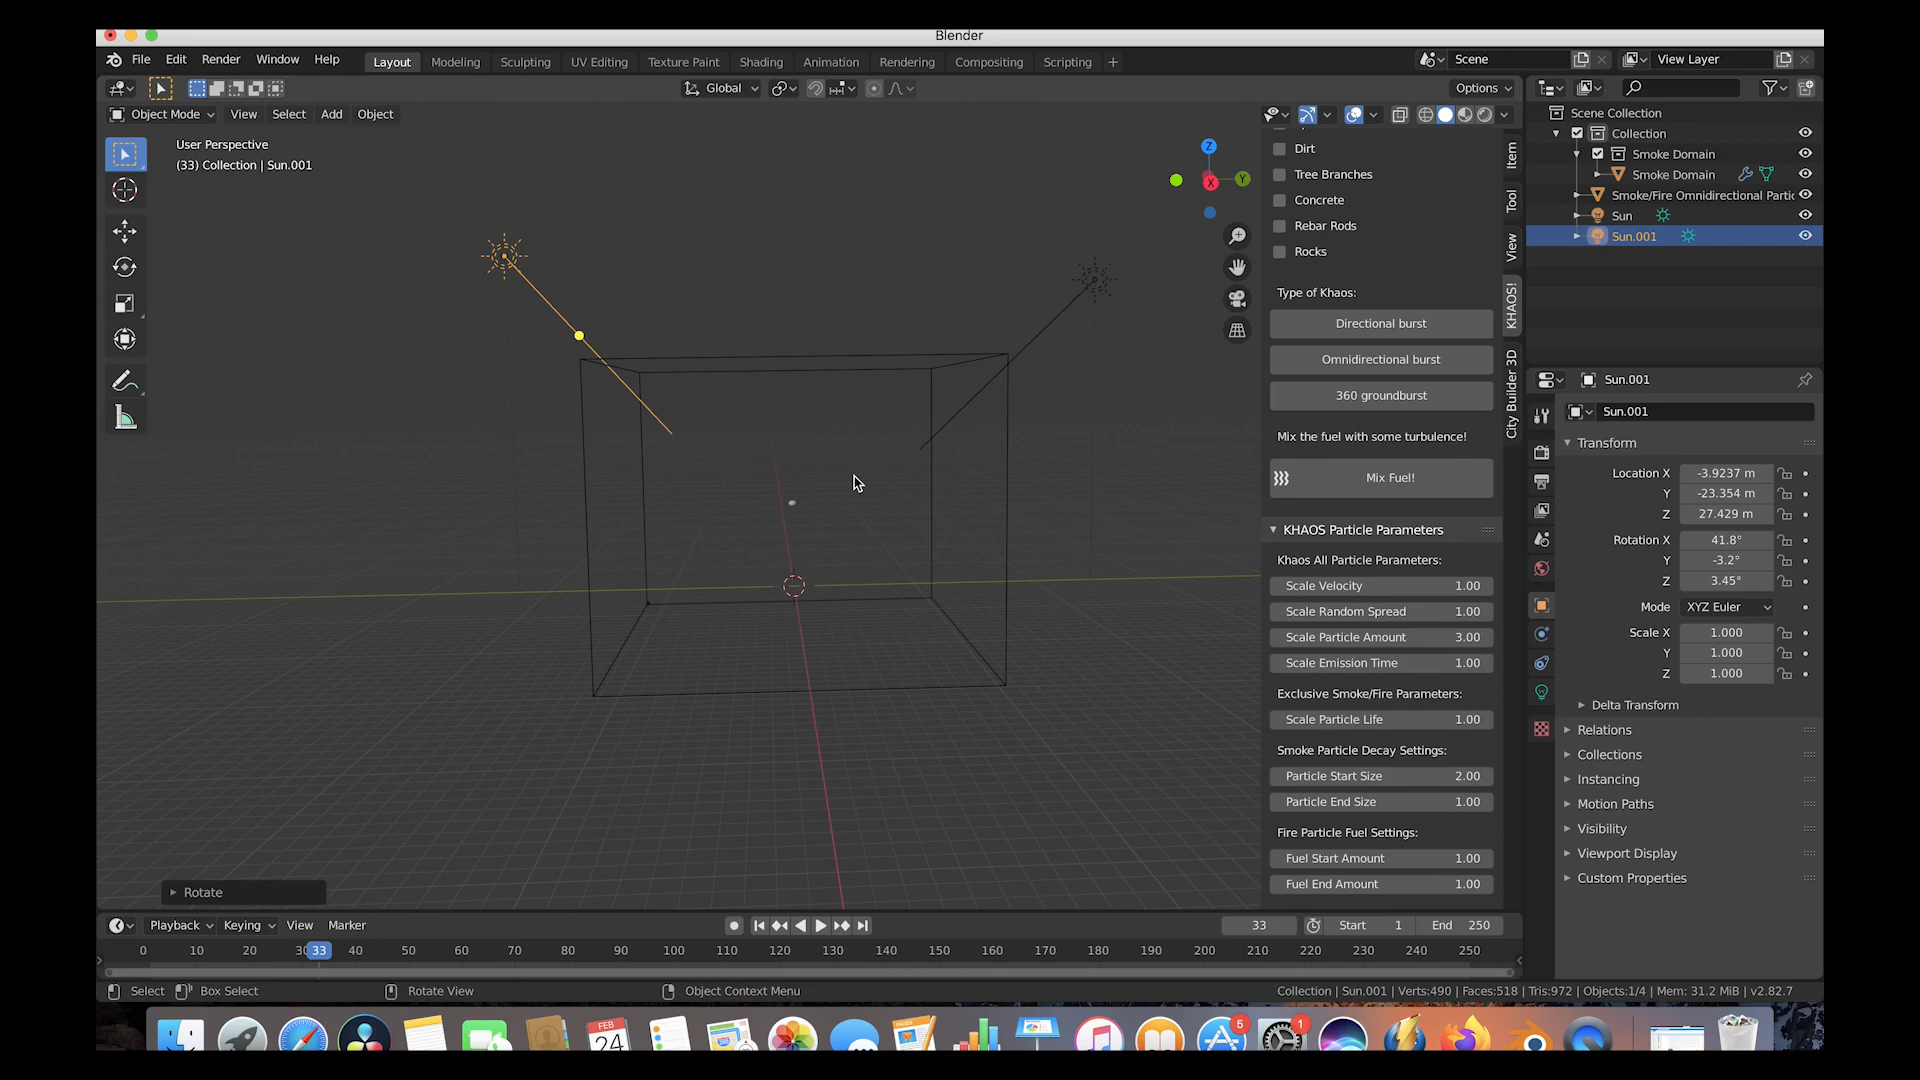 Blender
File Edit Render Window Help
Layout Modeling Sculpting UV Editing Texture Paint Shading Animation Rendering Compositing Scripting +
Scene
View Layer
Global
Options
Object Mode View Select Add Object
User Perspective
(33) Collection | Sun.001
Z
X
Y
Dirt
Tree Branches
Concrete
Rebar Rods
Rocks
Type of Khaos:
Directional burst
Omnidirectional burst
360 groundburst
Mix the fuel with some turbulence!
Mix Fuel!
KHAOS Particle Parameters
Khaos All Particle Parameters:
Scale Velocity 1.00
Scale Random Spread 1.00
Scale Particle Amount 3.00
Scale Emission Time 1.00
Exclusive Smoke/Fire Parameters:
Scale Particle Life 1.00
Smoke Particle Decay Settings:
Particle Start Size 2.00
Particle End Size 1.00
Fire Particle Fuel Settings:
Fuel Start Amount 1.00
Fuel End Amount 1.00
Item
Tool
View
KHAOS!
City Builder 3D
Scene Collection
Collection
Smoke Domain
Smoke Domain
Smoke/Fire Omnidirectional Partic
Sun
Sun.001
Sun.001
Sun.001
Transform
Location X -3.9237 m
Y -23.354 m
Z 27.429 m
Rotation X 41.8°
Y -3.2°
Z 3.45°
Mode XYZ Euler
Scale X 1.000
Y 1.000
Z 1.000
Delta Transform
Relations
Collections
Instancing
Motion Paths
Visibility
Viewport Display
Custom Properties
Rotate
Playback Keying View Marker
33 Start 1 End 250
0 10 20 30 33 40 50 60 70 80 90 100 110 120 130 140 150 160 170 180 190 200 210 220 230 240 250
Select Box Select Rotate View Object Context Menu
Collection | Sun.001 | Verts:490 | Faces:518 | Tris:972 | Objects:1/4 | Mem: 31.2 MiB | v2.82.7
FEB
24
5
1